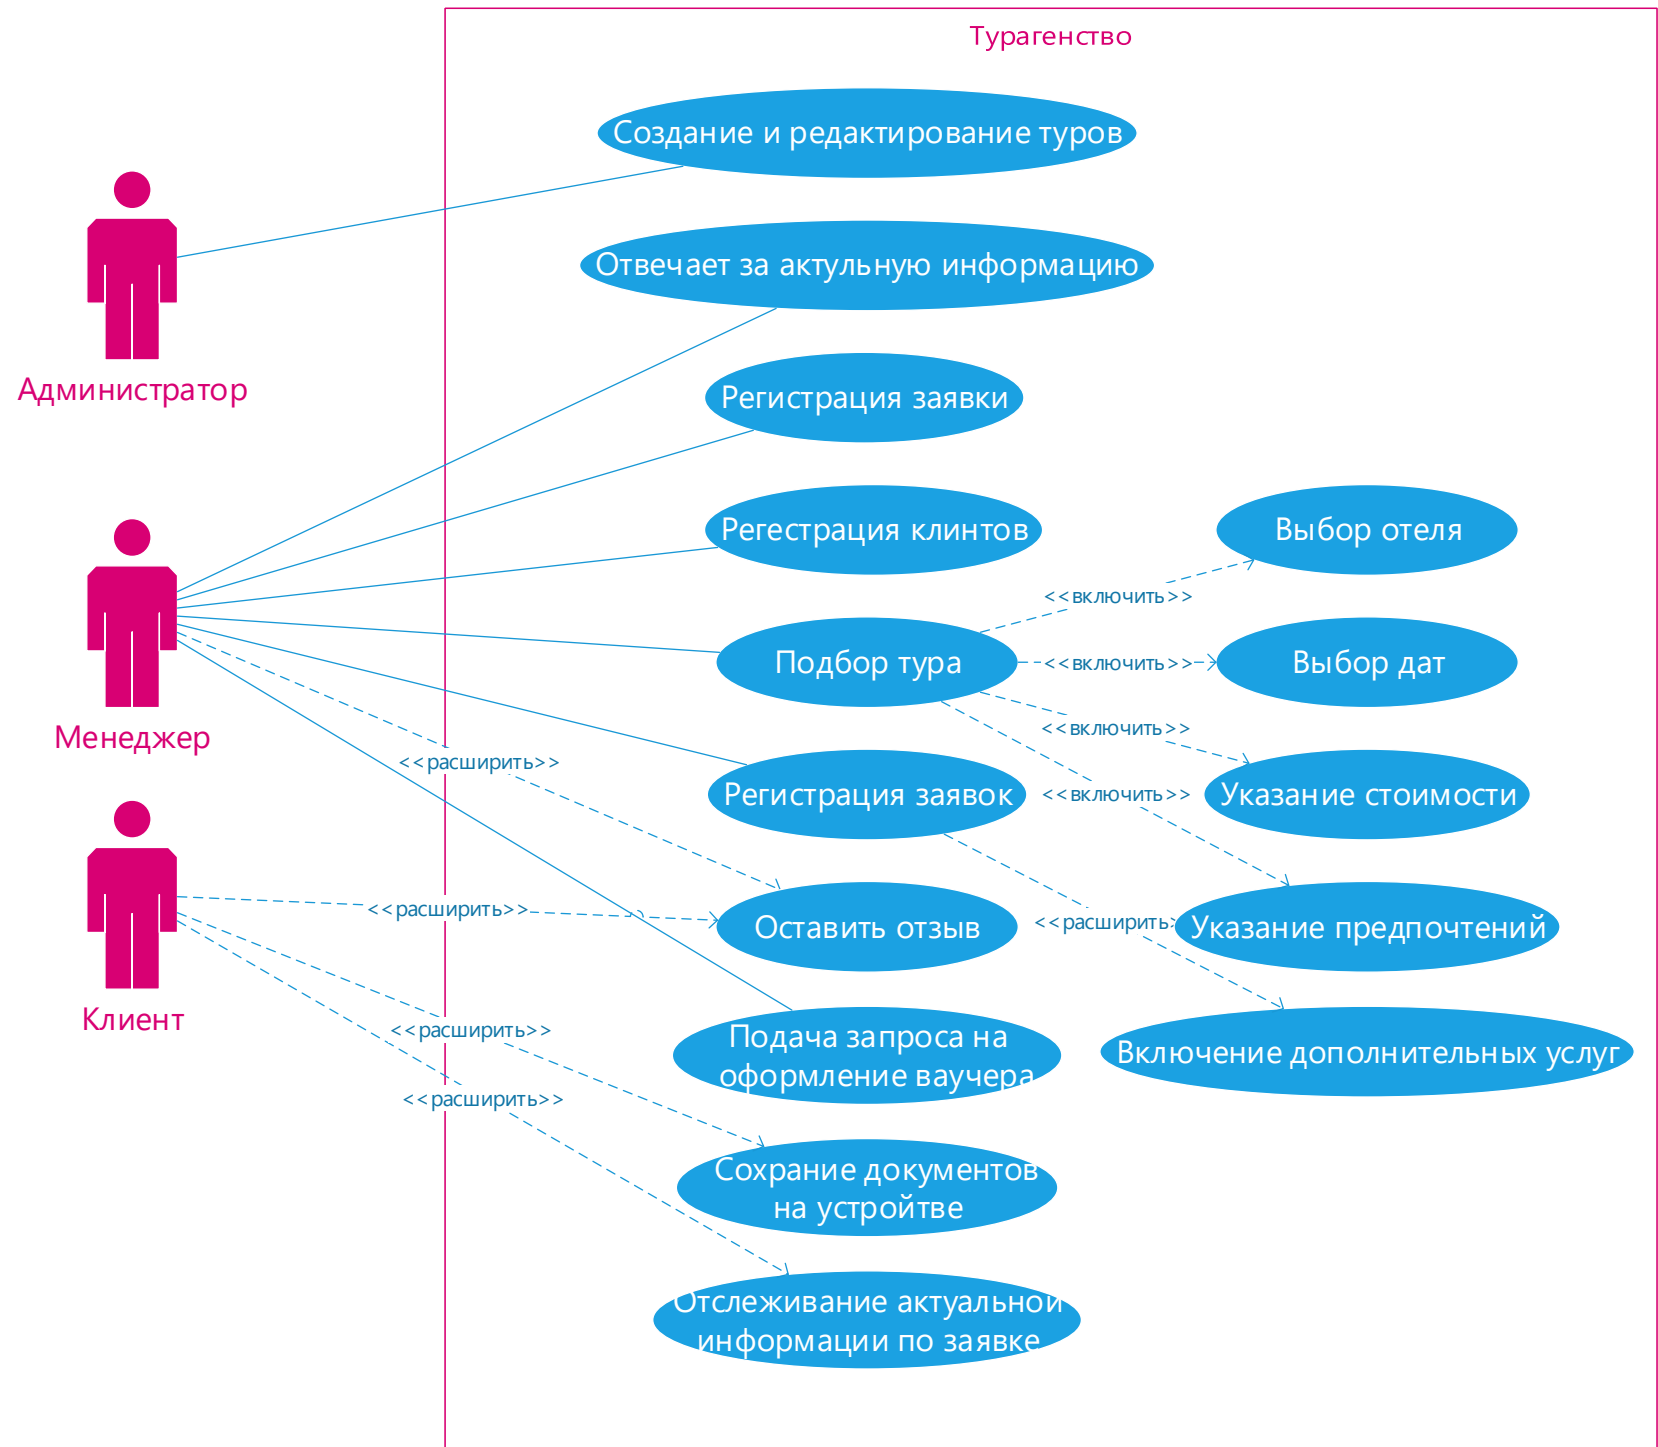 Турагенство
Создание и редактирование туров
Отвечает за актульную информацию
Администратор
Регистрация заявки
Регестрация клинтов
Выбор отеля
<<включить>>
Подбор тура
<<включить>>
Выбор дат
Менеджер
<<включить>>
<<расширить>>
Регистрация заявок
<<включить>>
Указание стоимости
<<расширить>>
Оставить отзыв
<<расширить>
Указание предпочтений
Клиент
<<расширить>>
Подача запроса на
оформление ваучера
Включение дополнительных услуг
<<расширить>>
Сохрание документов
на устройтве
Отслеживание актуальной
информации по заявке